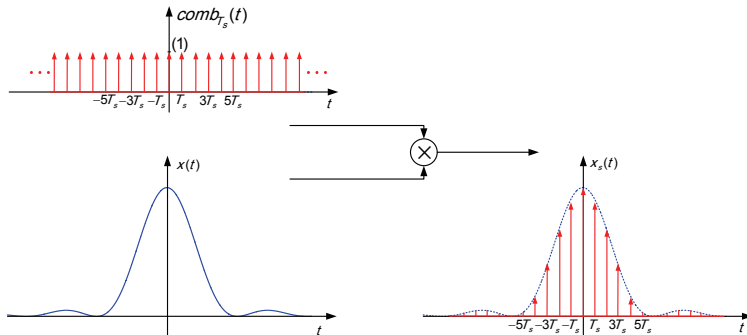 comb_{T_s}(t)
(1)
... ...
-5T_s -3T_s -T_s T_s 3T_s 5T_s
t
x(t)
t
×
x_s(t)
-5T_s -3T_s -T_s T_s 3T_s 5T_s
t